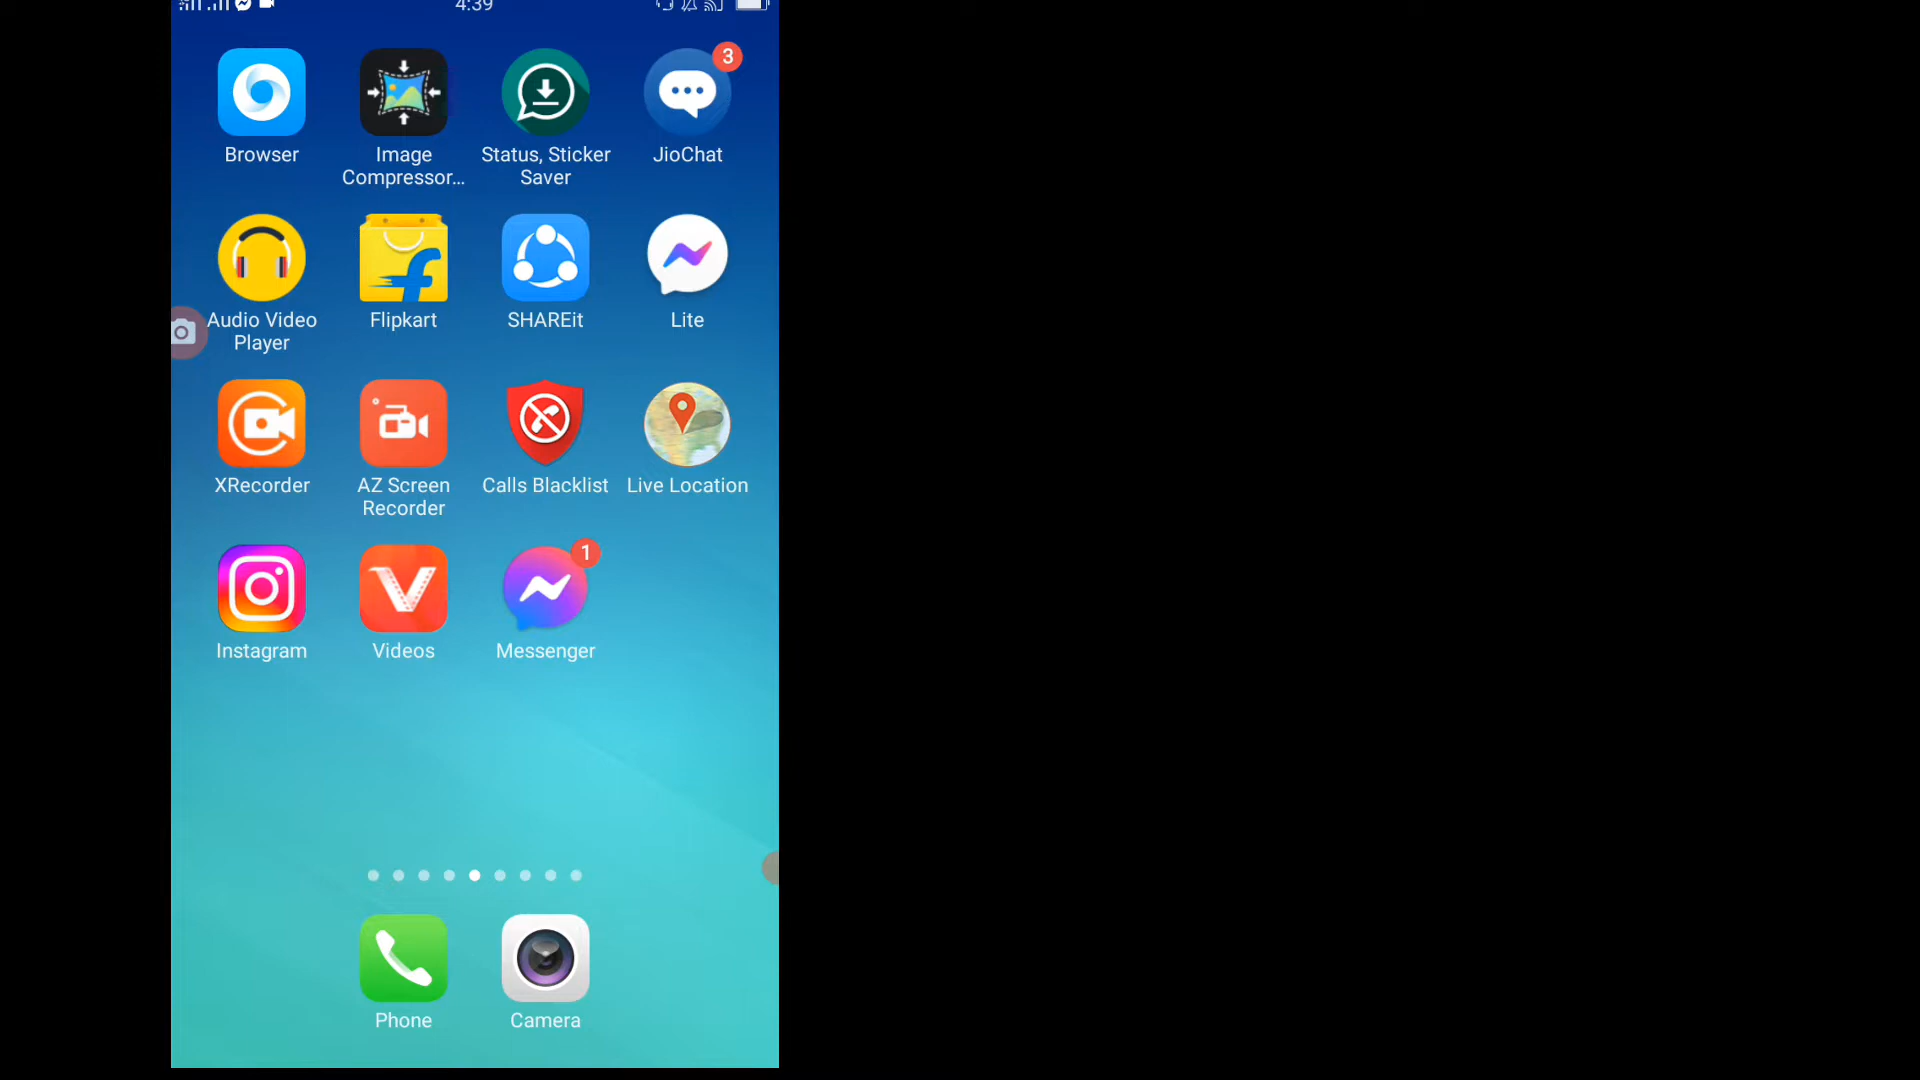 4:39
3
Browser
Image
Compressor...
Status, Sticker
Saver
JioChat
Audio Video
Player
Flipkart
SHAREit
Lite
XRecorder
AZ Screen
Recorder
Calls Blacklist
Live Location
1
Instagram
Videos
Messenger
Phone
Camera